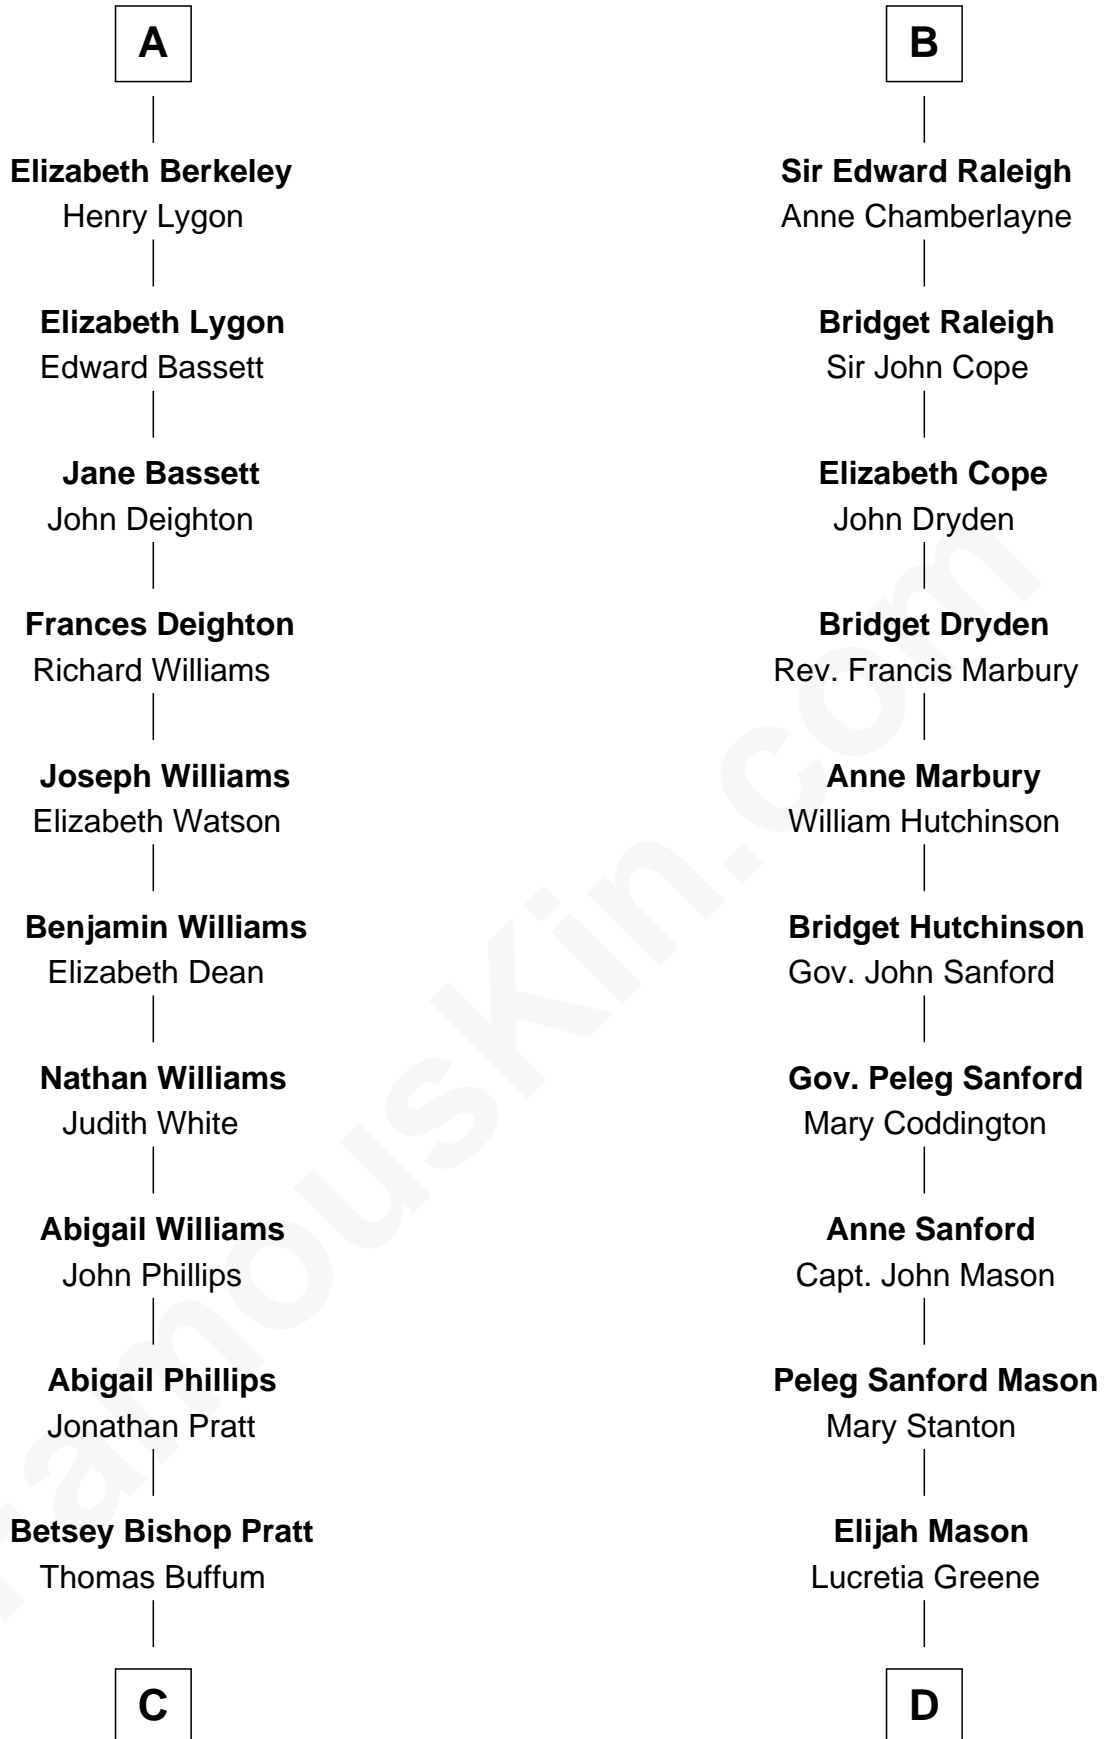 A
Elizabeth Berkeley
Henry Lygon
Elizabeth Lygon
Edward Bassett
Jane Bassett
John Deighton
Frances Deighton
Richard Williams
Joseph Williams
Elizabeth Watson
Benjamin Williams
Elizabeth Dean
Nathan Williams
Judith White
Abigail Williams
John Phillips
Abigail Phillips
Jonathan Pratt
Betsey Bishop Pratt
Thomas Buffum
C
B
Sir Edward Raleigh
Anne Chamberlayne
Bridget Raleigh
Sir John Cope
Elizabeth Cope
John Dryden
Bridget Dryden
Rev. Francis Marbury
Anne Marbury
William Hutchinson
Bridget Hutchinson
Gov. John Sanford
Gov. Peleg Sanford
Mary Coddington
Anne Sanford
Capt. John Mason
Peleg Sanford Mason
Mary Stanton
Elijah Mason
Lucretia Greene
D
FamousKin.com